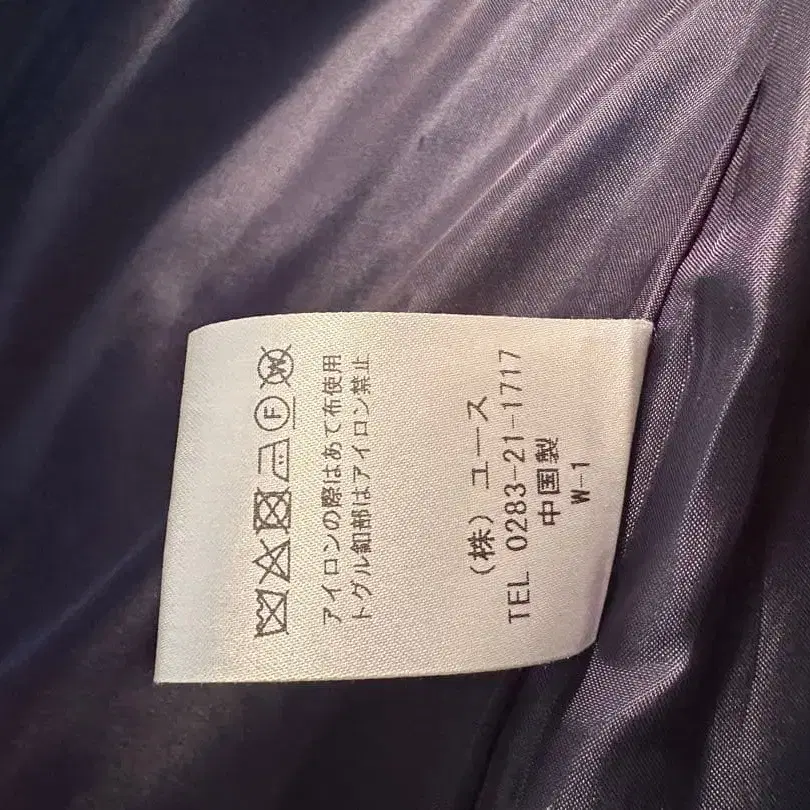 アイロンの際はあて布使用
トグル釦部はアイロン禁止
(株) ユース
TEL 0283-21-1717
中国製
W-1